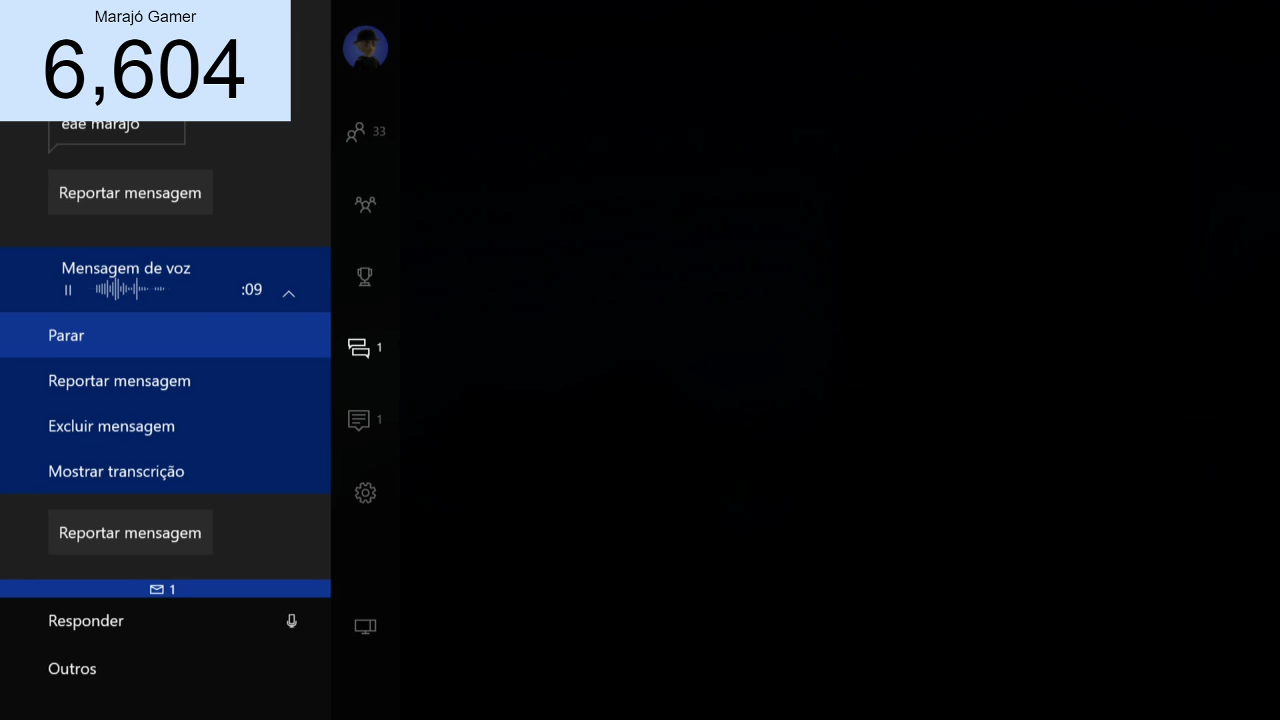 Marajó Gamer
6,604
eae marajo
33
Reportar mensagem
Mensagem de voz
:09
Parar
1
Reportar mensagem
Excluir mensagem
1
Mostrar transcrição
Reportar mensagem
1
Responder
Outros